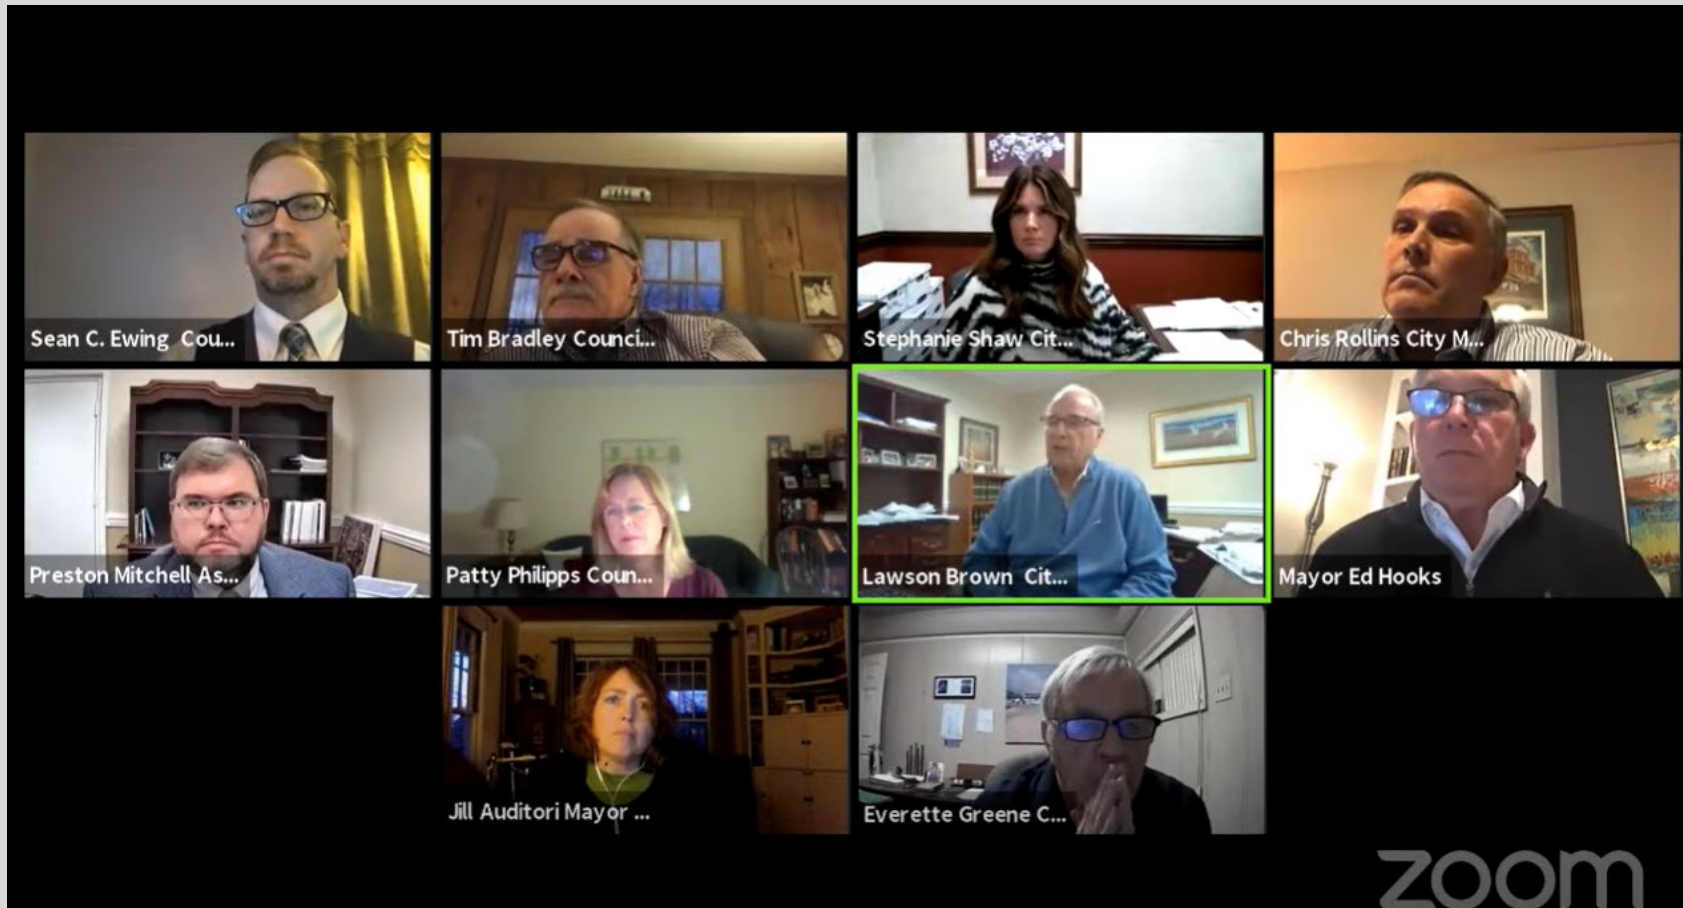 Sean C. Ewing Cou...
Tim Bradley Counci...
Stephanie Shaw Cit...
Chris Rollins City M...
Preston Mitchell As...
Patty Philipps Coun...
Lawson Brown Cit...
Mayor Ed Hooks
Jill Auditori Mayor ...
Everette Greene C...
zoom